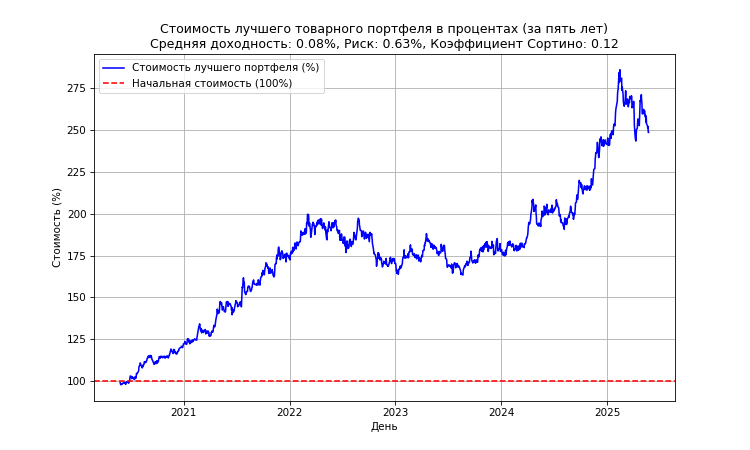 Стоимость лучшего товарного портфеля в процентах (за пять лет)
Средняя доходность: 0.08%, Риск: 0.63%, Коэффициент Сортино: 0.12
Стоимость лучшего портфеля (%)
Начальная стоимость (100%)
Стоимость (%)
275
250
225
200
175
150
125
100
2021
2022
2023
2024
2025
День